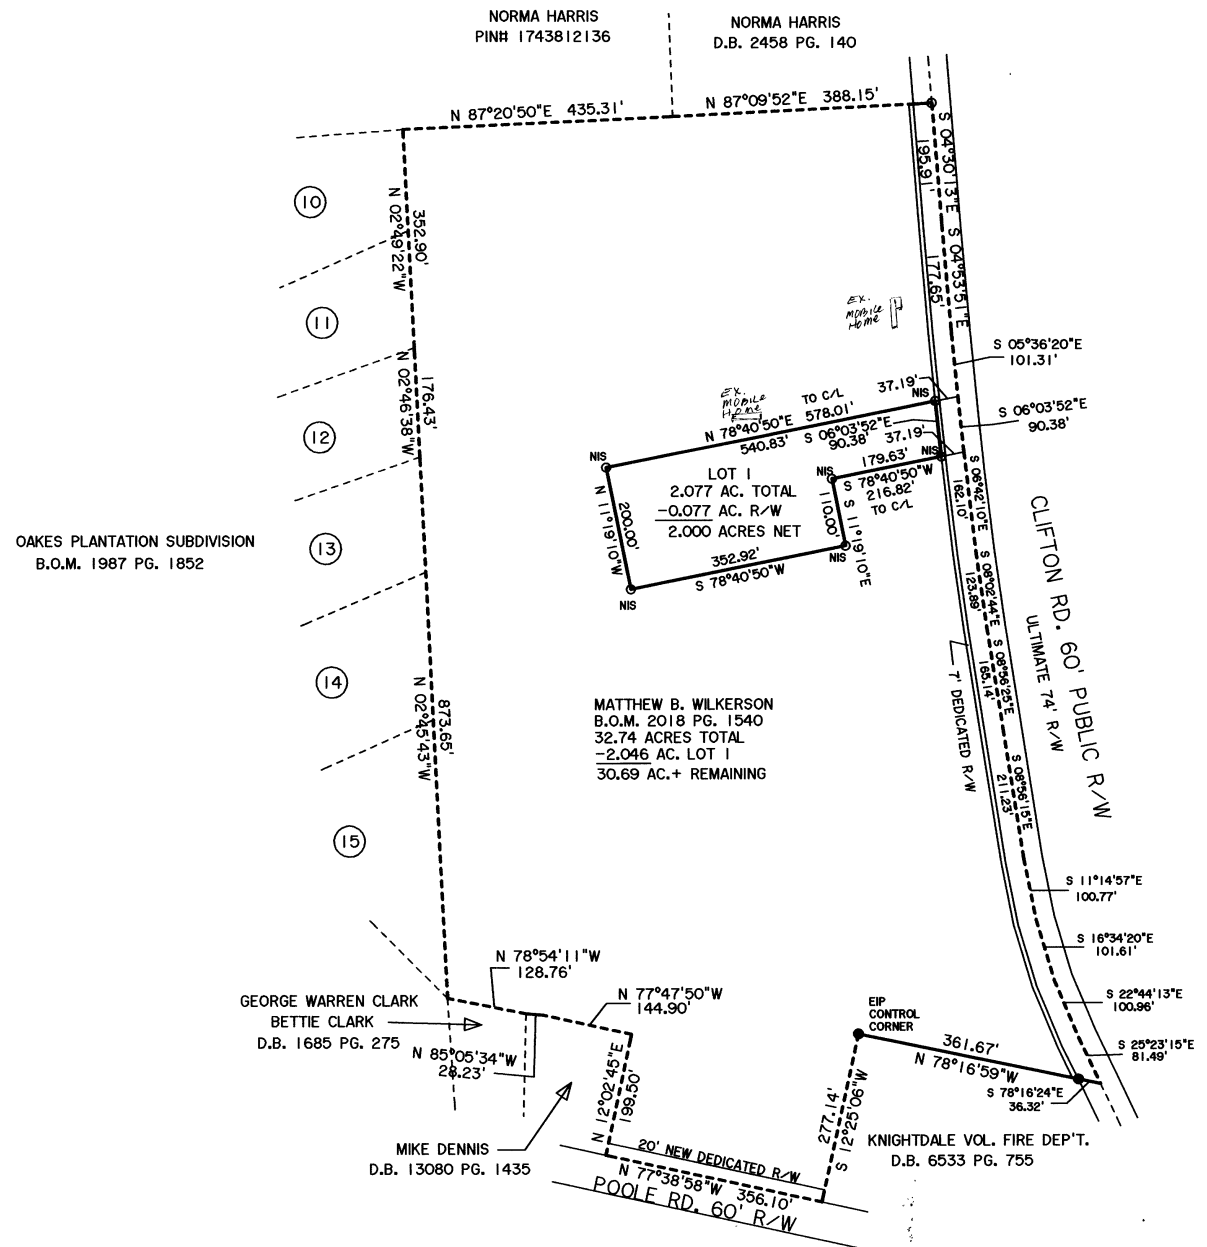 NORMA HARRIS
PIN# 1743812136
NORMA HARRIS
D.B. 2458 PG. 140
N 87°20'50"E 435.31'
N 87°09'52"E 388.15'
S 04°30'13"E
195.91'
S 04°53'51"E
177.65'
10
N 02°49'22"W
352.90'
11
EX.
MOBILE
HOME
S 05°36'20"E
101.31'
N 02°46'38"W
176.43'
12
EX.
MOBILE
HOME
TO C/L
N 78°40'50"E 578.01'
540.83'
37.19'
NIS
S 06°03'52"E
90.38'
S 06°03'52"E
90.38'
37.19'
NIS
NIS
NIS
179.63'
S 78°40'50"W
216.82'
TO C/L
LOT 1
2.077 AC. TOTAL
-0.077 AC. R/W
2.000 ACRES NET
N 11°19'10"W
200.00'
110.00'
S 11°19'10"E
352.92'
S 78°40'50"W
NIS
NIS
S 06°42'10"E
162.10'
CLIFTON RD. 60' PUBLIC R/W
ULTIMATE 74' R/W
OAKES PLANTATION SUBDIVISION
B.O.M. 1987 PG. 1852
13
S 08°02'44"E
123.89'
S 08°56'25"E
165.14'
7' DEDICATED R/W
14
N 02°45'43"W
873.65'
MATTHEW B. WILKERSON
B.O.M. 2018 PG. 1540
32.74 ACRES TOTAL
-2.046 AC. LOT 1
30.69 AC.+ REMAINING
S 08°56'15"E
211.23'
15
S 11°14'57"E
100.77'
S 16°34'20"E
101.61'
N 78°54'11"W
128.76'
GEORGE WARREN CLARK
BETTIE CLARK
D.B. 1685 PG. 275
N 77°47'50"W
144.90'
N 85°05'34"W
28.23'
EIP
CONTROL
CORNER
S 22°44'13"E
100.96'
361.67'
N 78°16'59"W
S 25°23'15"E
81.49'
S 78°16'24"E
36.32'
N 12°02'45"E
199.50'
277.14'
S 12°25'06"W
MIKE DENNIS
D.B. 13080 PG. 1435
KNIGHTDALE VOL. FIRE DEP'T.
D.B. 6533 PG. 755
20' NEW DEDICATED R/W
N 77°38'58"W 356.10'
POOLE RD. 60' R/W